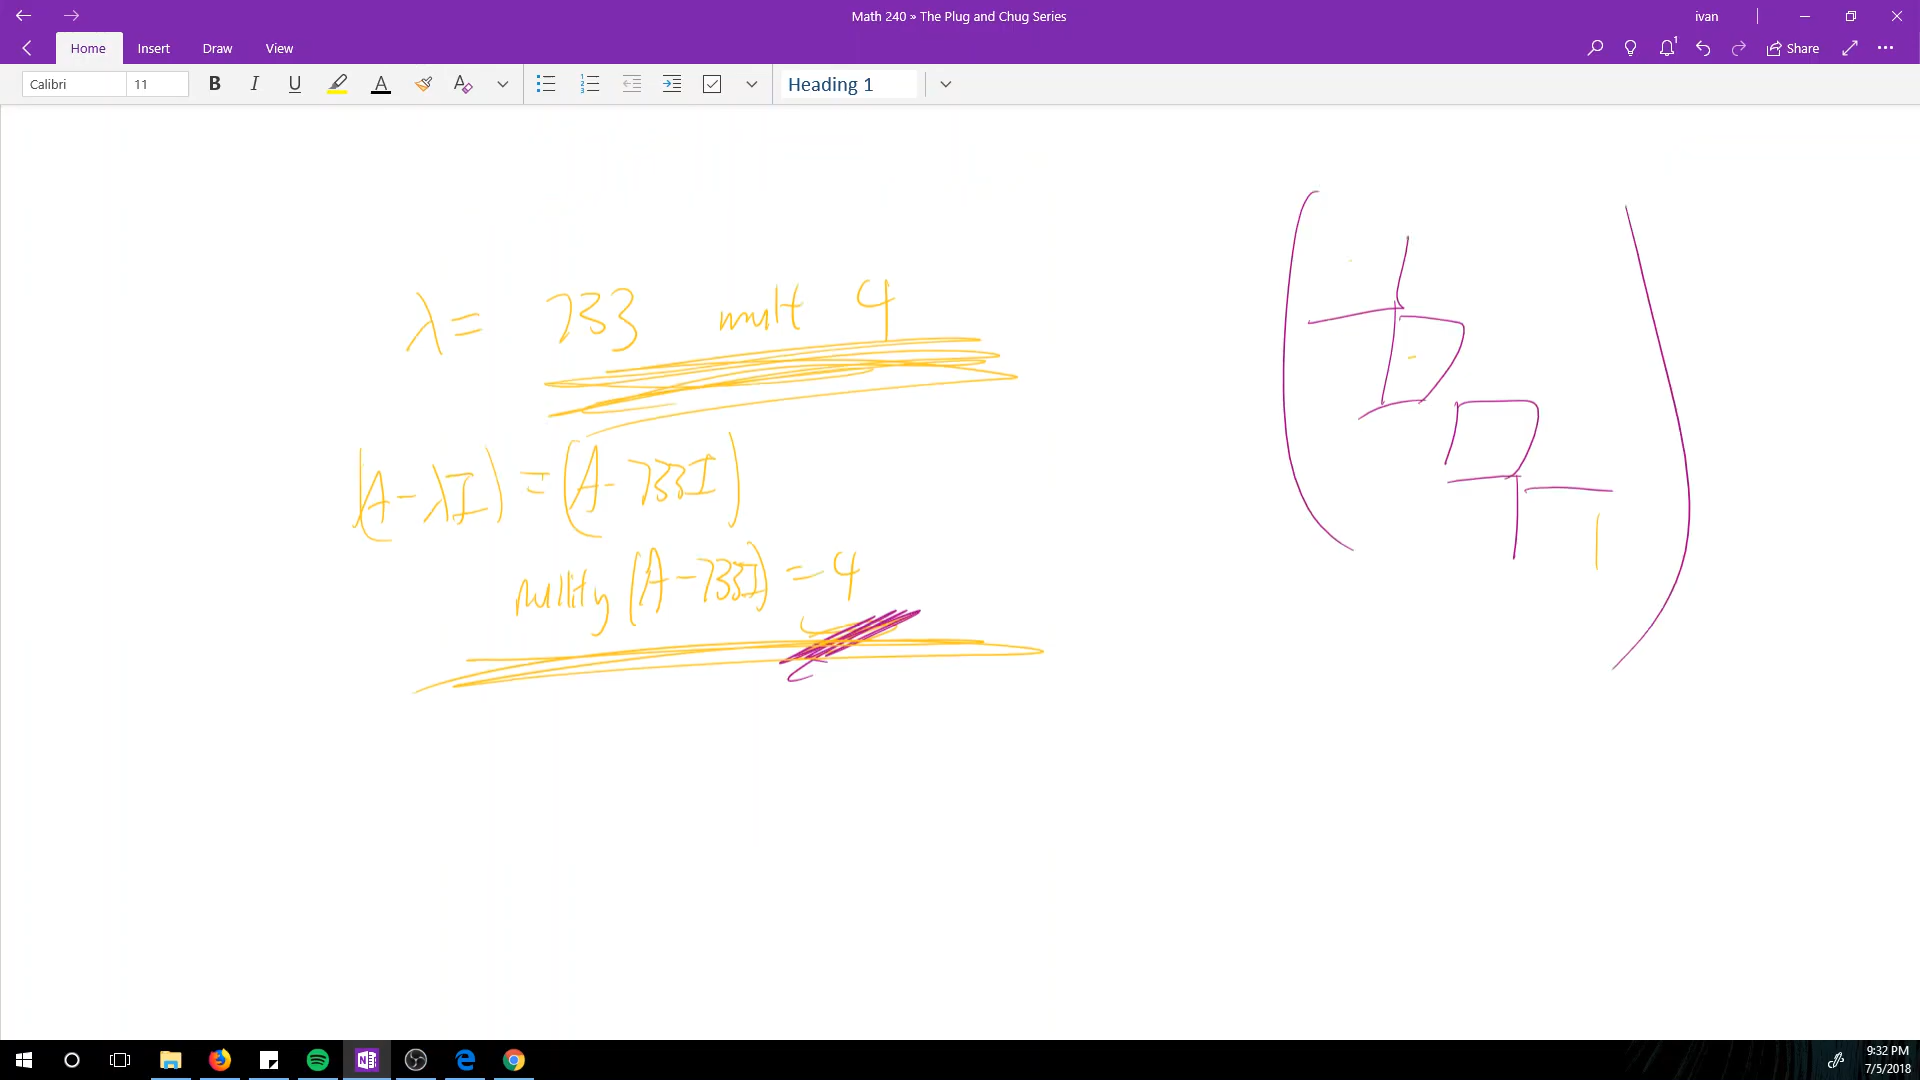 Math 240 » The Plug and Chug Series
ivan
Home Insert Draw View
1
Share
Calibri 11 B I U A A Heading 1
λ = 733 mult 4
(A - λI) = (A - 733I)
nullity (A - 733I) = 4
9:32 PM
7/5/2018